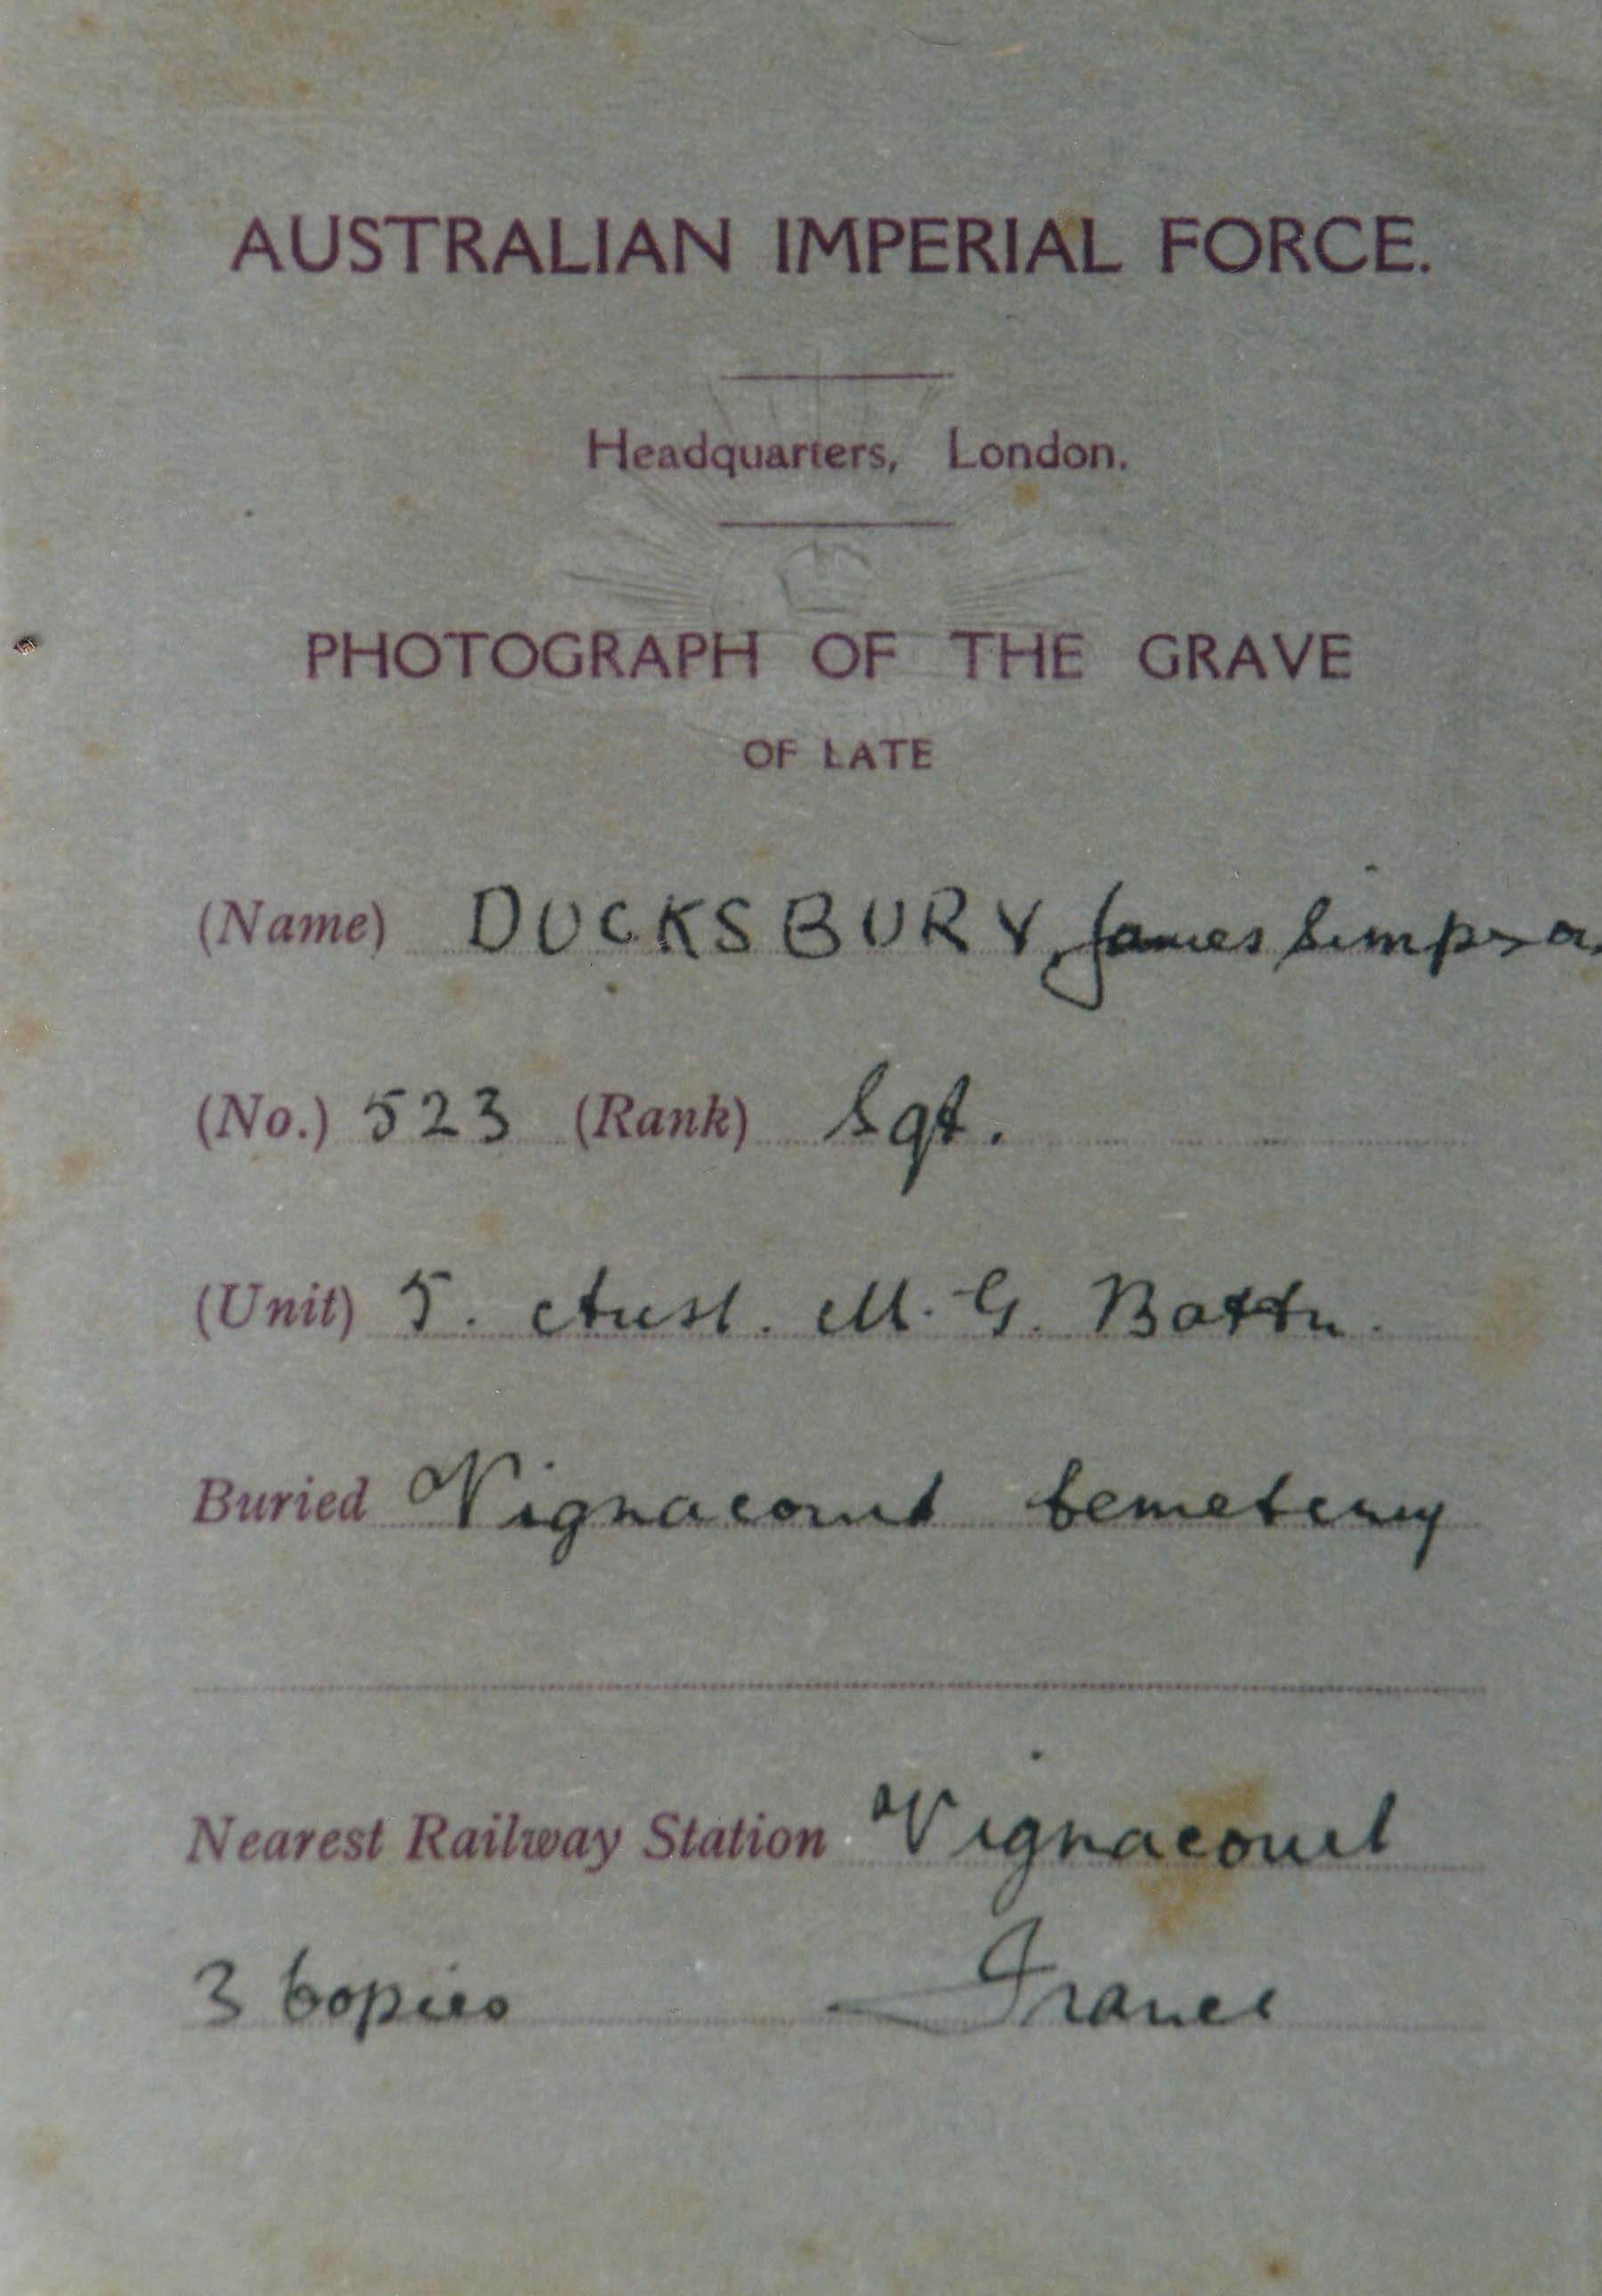 AUSTRALIAN IMPERIAL FORCE.
Headquarters, London.
PHOTOGRAPH OF THE GRAVE
OF LATE
(Name) DUCKSBURY, James Simpson
(No.) 523 (Rank) Sgt.
(Unit) 5. Aust. M. G. Battn.
Buried Vignacourt Cemetery
Nearest Railway Station Vignacourt
3 Copies France